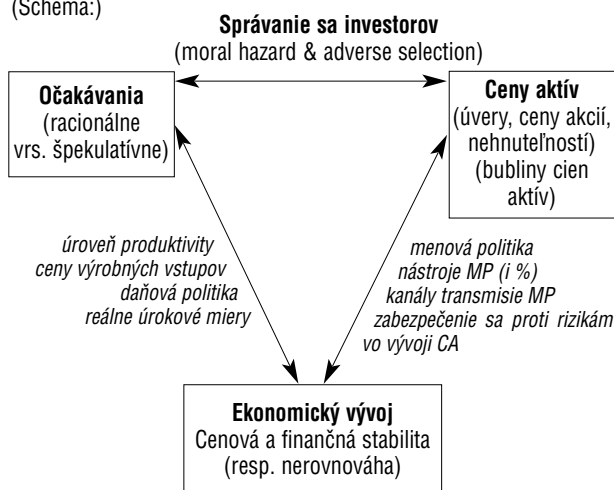 (Schéma:)
Správanie sa investorov
(moral hazard & adverse selection)
Očakávania
(racionálne
vrs. špekulatívne)
Ceny aktív
(úvery, ceny akcií,
nehnuteľností)
(bubliny cien
aktív)
úroveň produktivity
ceny výrobných vstupov
daňová politika
reálne úrokové miery
menová politika
nástroje MP (i %)
kanály transmisie MP
zabezpečenie sa proti rizikám
vo vývoji CA
Ekonomický vývoj
Cenová a finančná stabilita
(resp. nerovnováha)